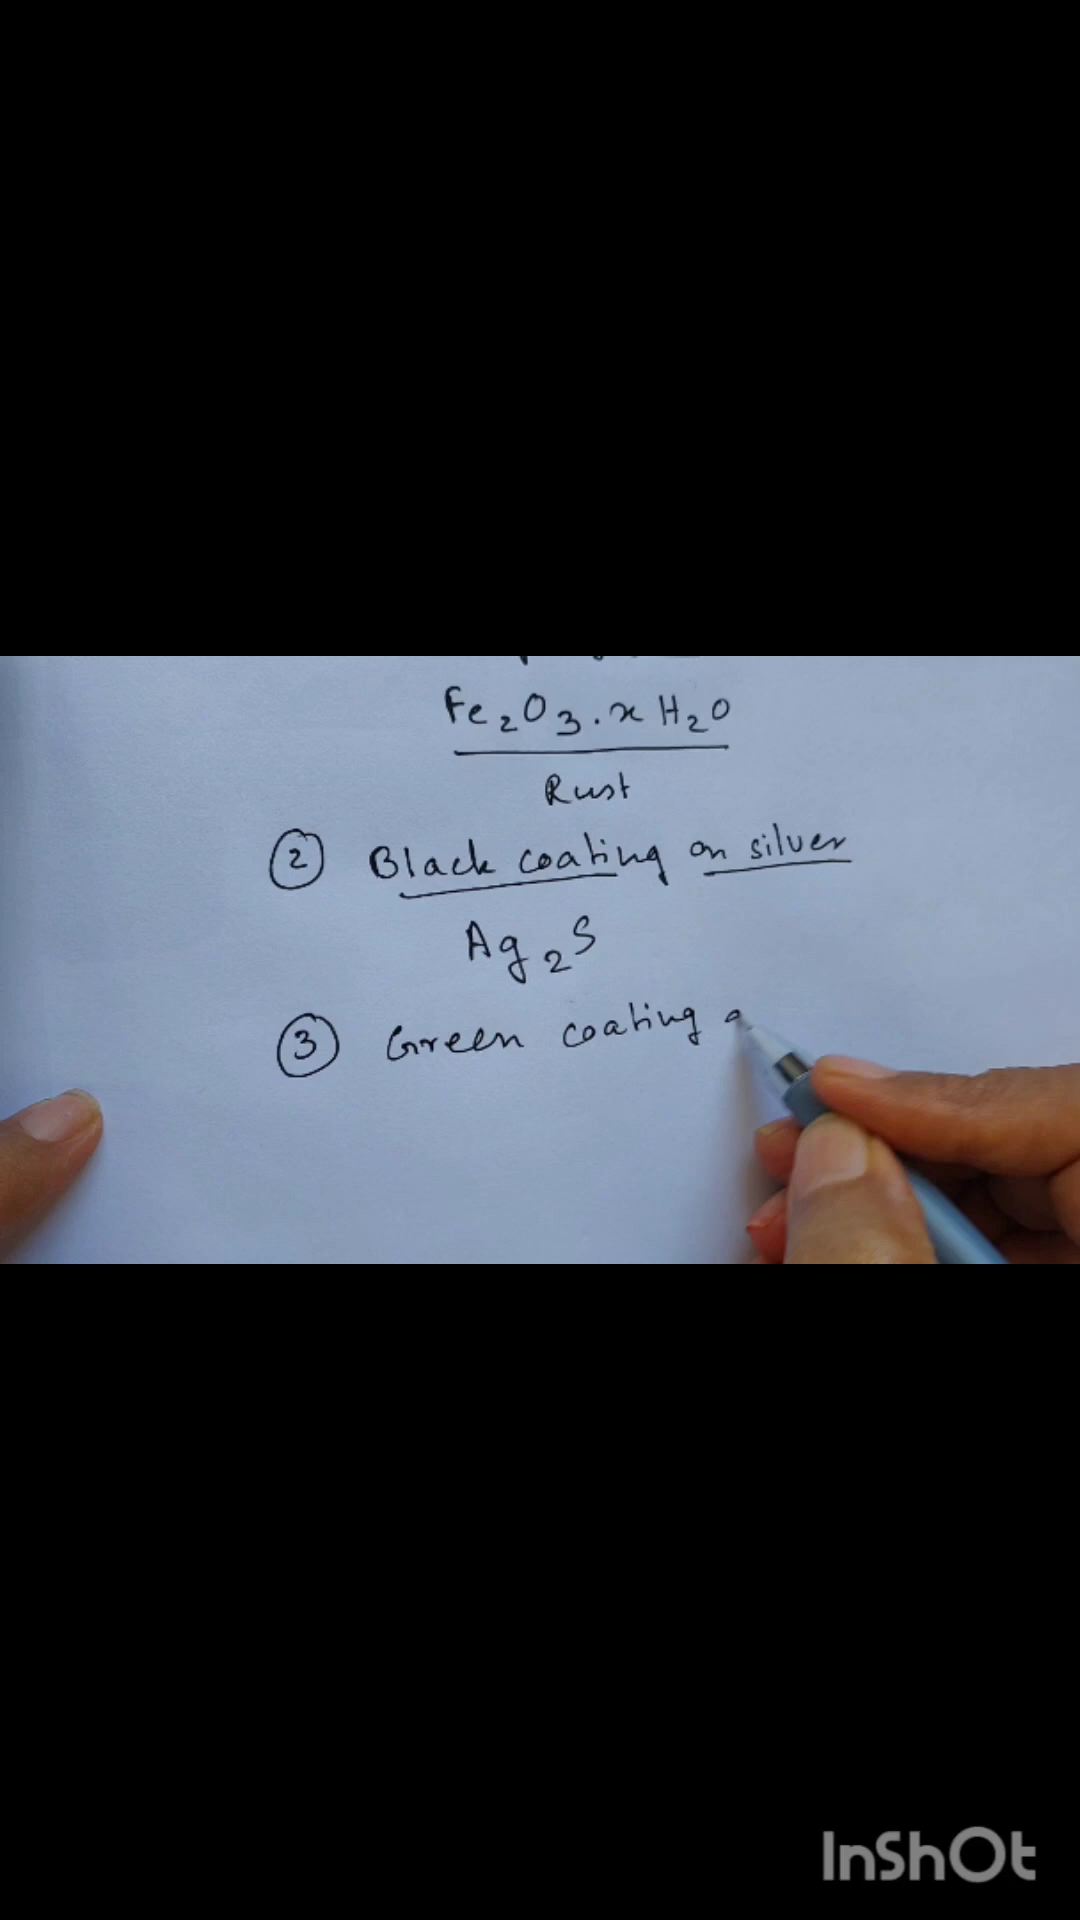 Fe₂O₃.xH₂O
Rust
② Black coating on silver
Ag₂S
③ Green coating
InShOt